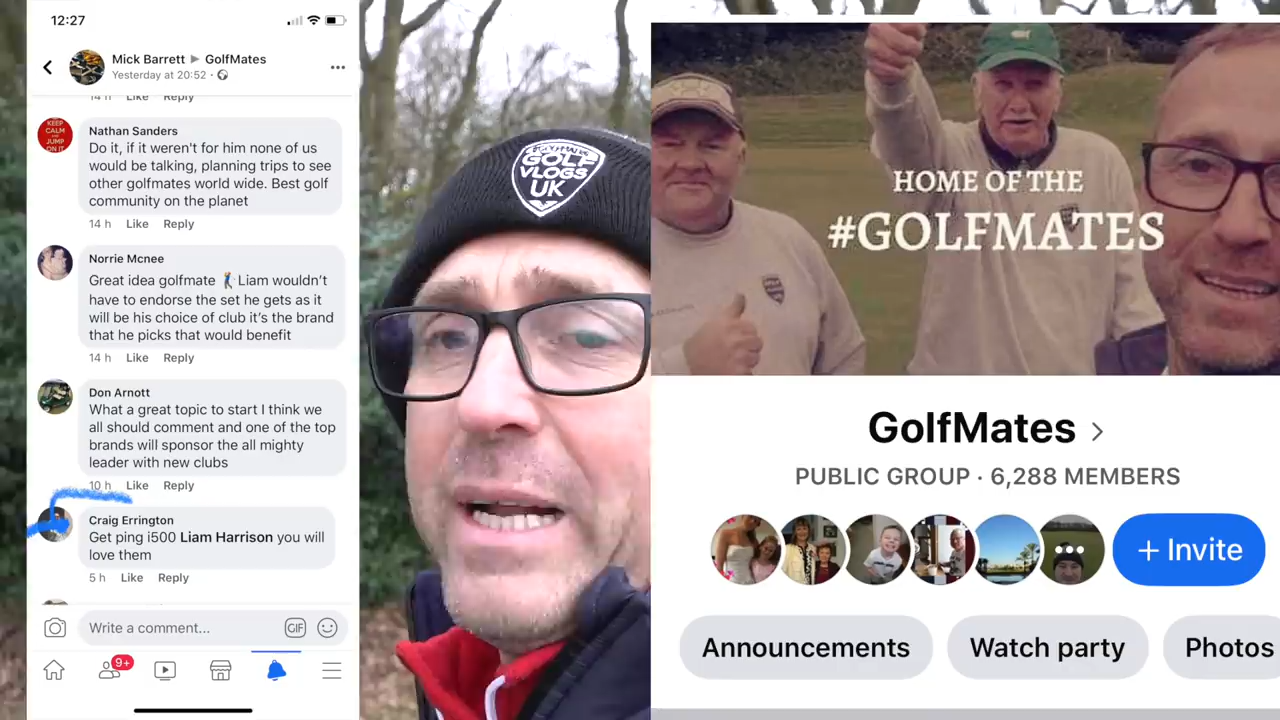 12:27
Mick Barrett ▶ GolfMates
Yesterday at 20:52 ·
14 h Like Reply
KEEP
CALM
AND
JUMP
ON IT
Nathan Sanders
Do it, if it weren't for him none of us
would be talking, planning trips to see
other golfmates world wide. Best golf
community on the planet
14 h Like Reply
Norrie Mcnee
Great idea golfmate 🏌️ Liam wouldn't
have to endorse the set he gets as it
will be his choice of club it's the brand
that he picks that would benefit
14 h Like Reply
Don Arnott
What a great topic to start I think we
all should comment and one of the top
brands will sponsor the all mighty
leader with new clubs
10 h Like Reply
Craig Errington
Get ping i500 Liam Harrison you will
love them
5 h Like Reply
Write a comment...
GIF
9+
GOLF
VLOGS
UK
HOME OF THE
#GOLFMATES
GolfMates >
PUBLIC GROUP · 6,288 MEMBERS
+ Invite
Announcements
Watch party
Photos